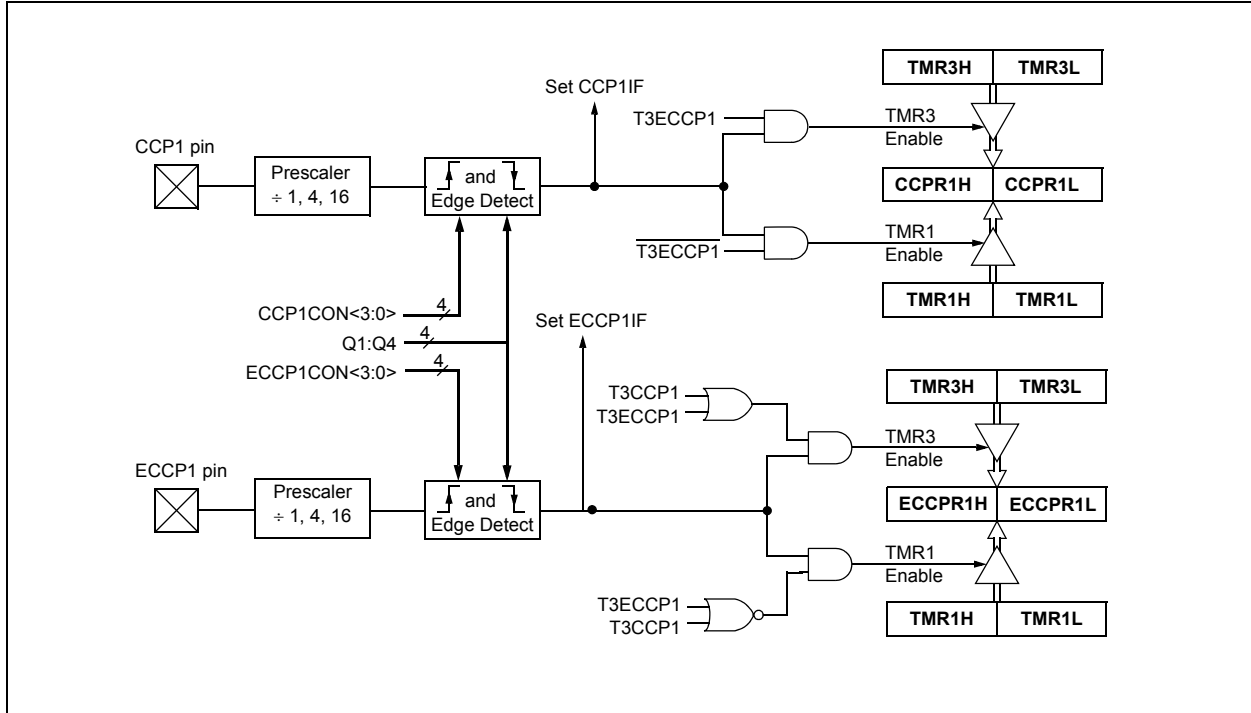 TMR3H TMR3L
Set CCP1IF
T3ECCP1
TMR3
Enable
CCP1 pin
Prescaler
÷ 1, 4, 16
and
Edge Detect
CCPR1H CCPR1L
T̅3̅E̅C̅C̅P̅1̅
TMR1
Enable
TMR1H TMR1L
CCP1CON<3:0> 4
Q1:Q4 4
ECCP1CON<3:0> 4
Set ECCP1IF
TMR3H TMR3L
T3CCP1
T3ECCP1
TMR3
Enable
ECCP1 pin
Prescaler
÷ 1, 4, 16
and
Edge Detect
ECCPR1H ECCPR1L
TMR1
Enable
T3ECCP1
T3CCP1
TMR1H TMR1L